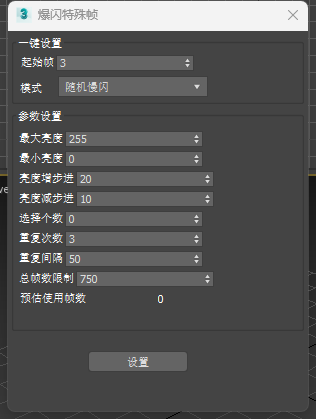 3 爆闪特殊帧
一键设置
起始帧 3
模式 随机慢闪
参数设置
最大亮度 255
最小亮度 0
亮度增步进 20
亮度减步进 10
选择个数 0
重复次数 3
重复间隔 50
总帧数限制 750
预估使用帧数 0
设置